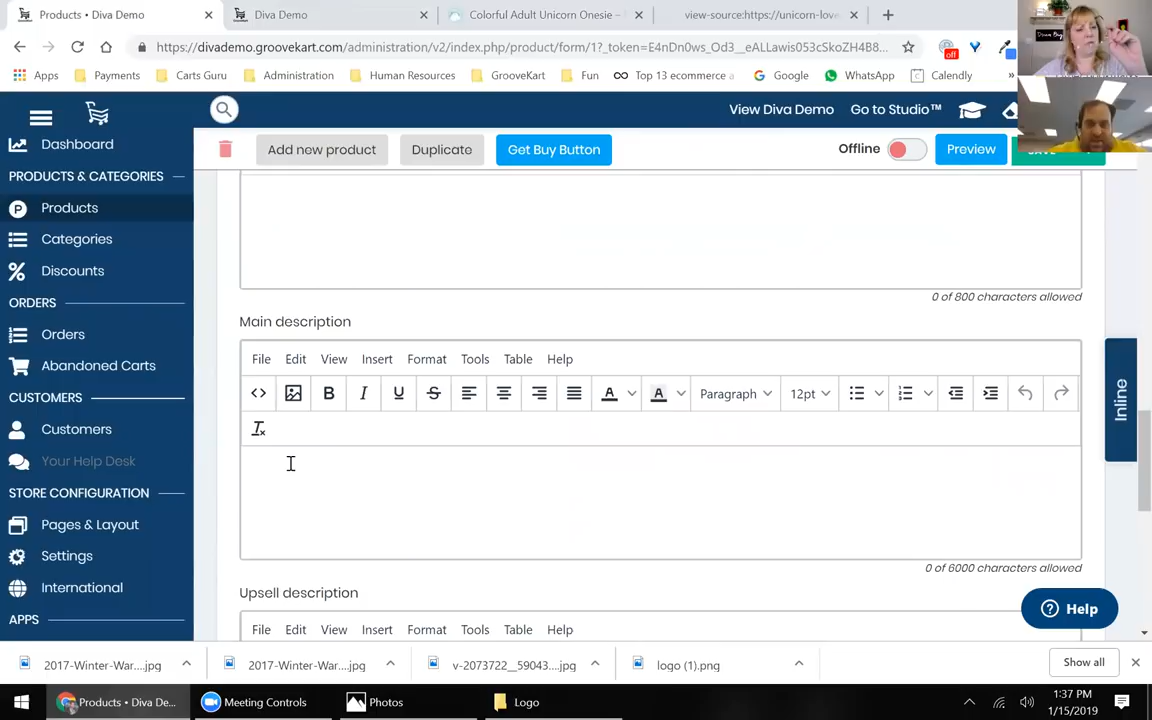 Products • Diva Demo
Diva Demo
Colorful Adult Unicorn Onesie –
view-source:https://unicorn-love
https://divademo.groovekart.com/administration/v2/index.php/product/form/1?_token=E4nDn0ws_Od3__eALLawis053cSkoZH4B8...
off
Apps
Payments
Carts Guru
Administration
Human Resources
GrooveKart
Fun
Top 13 ecommerce a
Google
WhatsApp
Calendly
»
View Diva Demo
Go to Studio™
Dashboard
PRODUCTS & CATEGORIES
Products
Categories
Discounts
ORDERS
Orders
Abandoned Carts
CUSTOMERS
Customers
Your Help Desk
STORE CONFIGURATION
Pages & Layout
Settings
International
APPS
Add new product
Duplicate
Get Buy Button
Offline
Preview
SAVE
0 of 800 characters allowed
Main description
File Edit View Insert Format Tools Table Help
Paragraph
12pt
0 of 6000 characters allowed
Upsell description
File Edit View Insert Format Tools Table Help
Inline
Help
2017-Winter-War....jpg
2017-Winter-War....jpg
v-2073722__59043....jpg
logo (1).png
Show all
Products • Diva De...
Meeting Controls
Photos
Logo
1:37 PM
1/15/2019